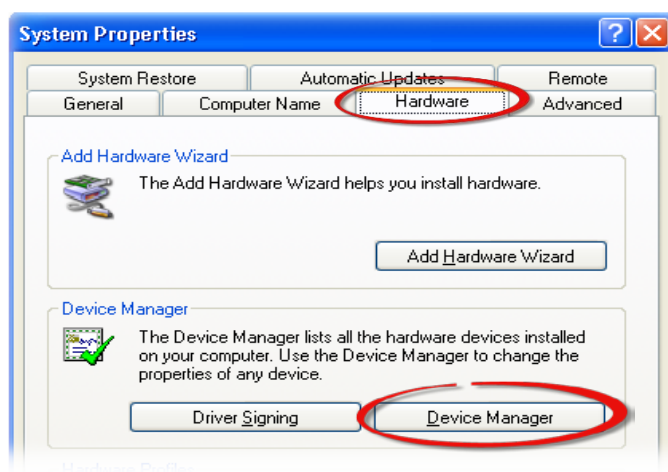 System Properties
System Restore Automatic Updates Remote
General Computer Name Hardware Advanced
Add Hardware Wizard
The Add Hardware Wizard helps you install hardware.
Add Hardware Wizard
Device Manager
The Device Manager lists all the hardware devices installed
on your computer. Use the Device Manager to change the
properties of any device.
Driver Signing Device Manager
Hardware Profiles